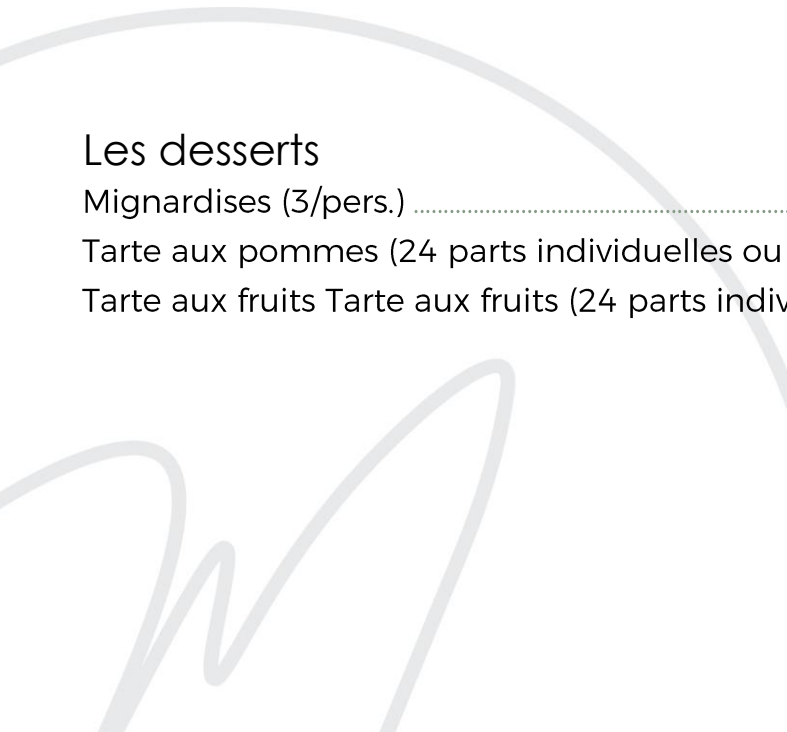 Les desserts
Mignardises (3/pers.) ................................................................
Tarte aux pommes (24 parts individuelles ou
Tarte aux fruits Tarte aux fruits (24 parts indiv